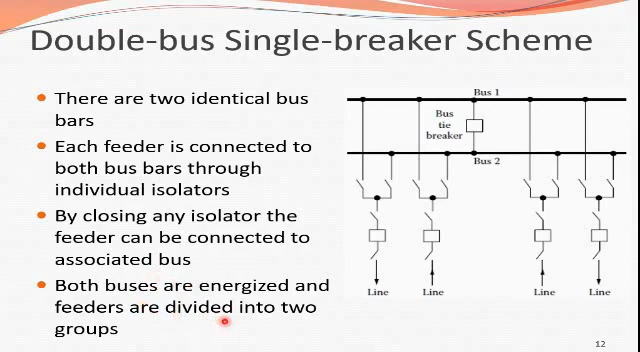 Double-bus Single-breaker Scheme
There are two identical bus
bars
Each feeder is connected to
both bus bars through
individual isolators
By closing any isolator the
feeder can be connected to
associated bus
Both buses are energized and
feeders are divided into two
groups
Bus 1
Bus
tie
breaker
Bus 2
Line
Line
Line
Line
12